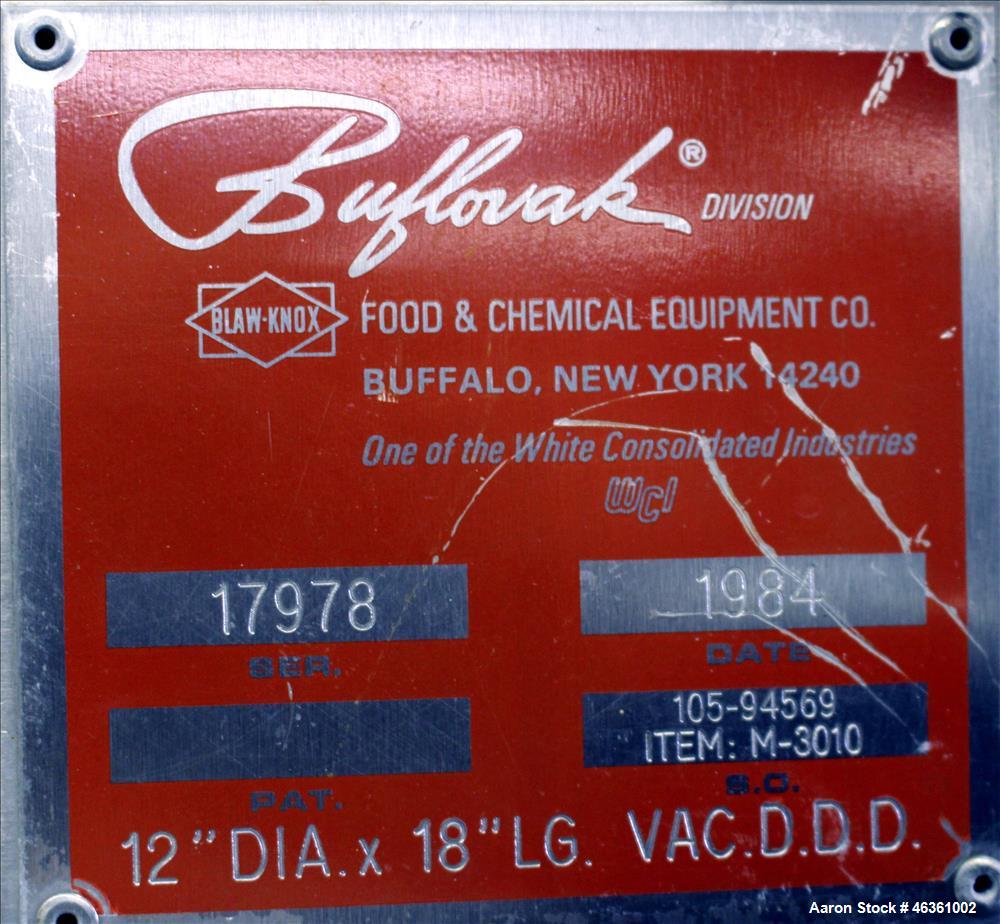 Buflovak® DIVISION
BLAW-KNOX FOOD & CHEMICAL EQUIPMENT CO.
BUFFALO, NEW YORK 14240
One of the White Consolidated Industries
WCI
17978
SER.
1984
DATE
PAT.
105-94569
ITEM: M-3010
S.O.
12" DIA. x 18" LG. VAC.D.D.D.
Aaron Stock # 46361002